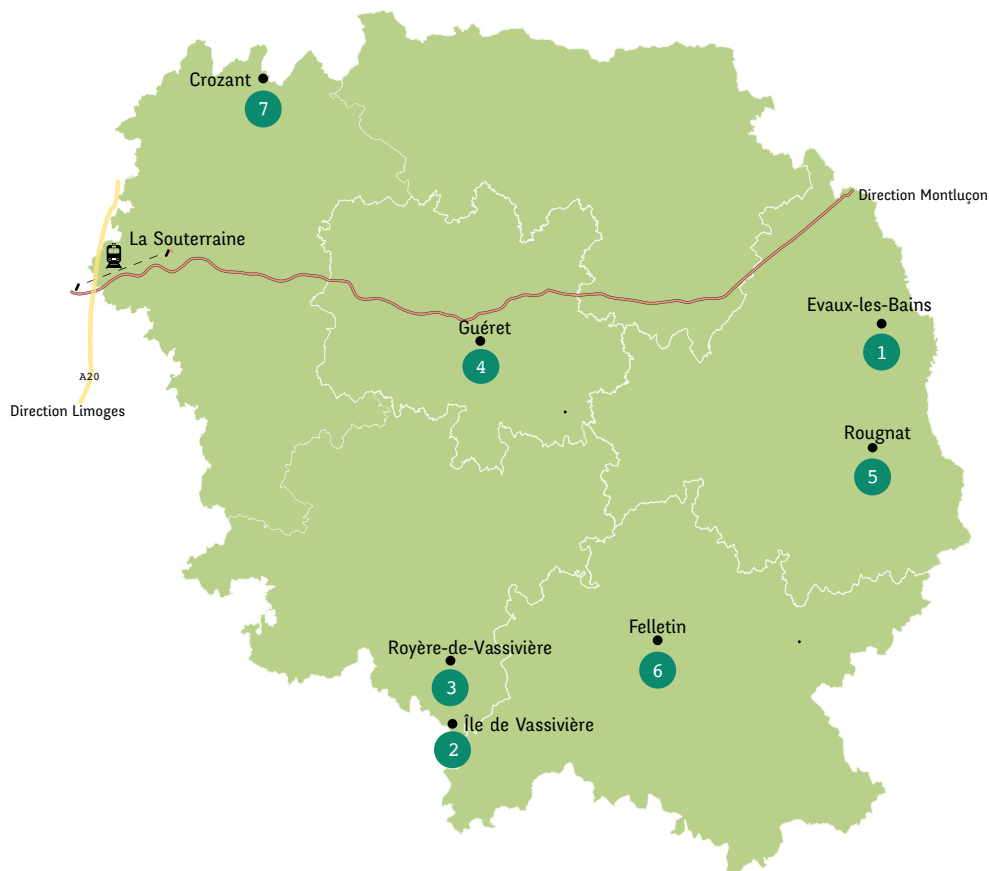 Crozant
7
Direction Montluçon
La Souterraine
Evaux-les-Bains
1
Guéret
4
A20
Direction Limoges
Rougnat
5
Felletin
6
Royère-de-Vassivière
3
Île de Vassivière
2